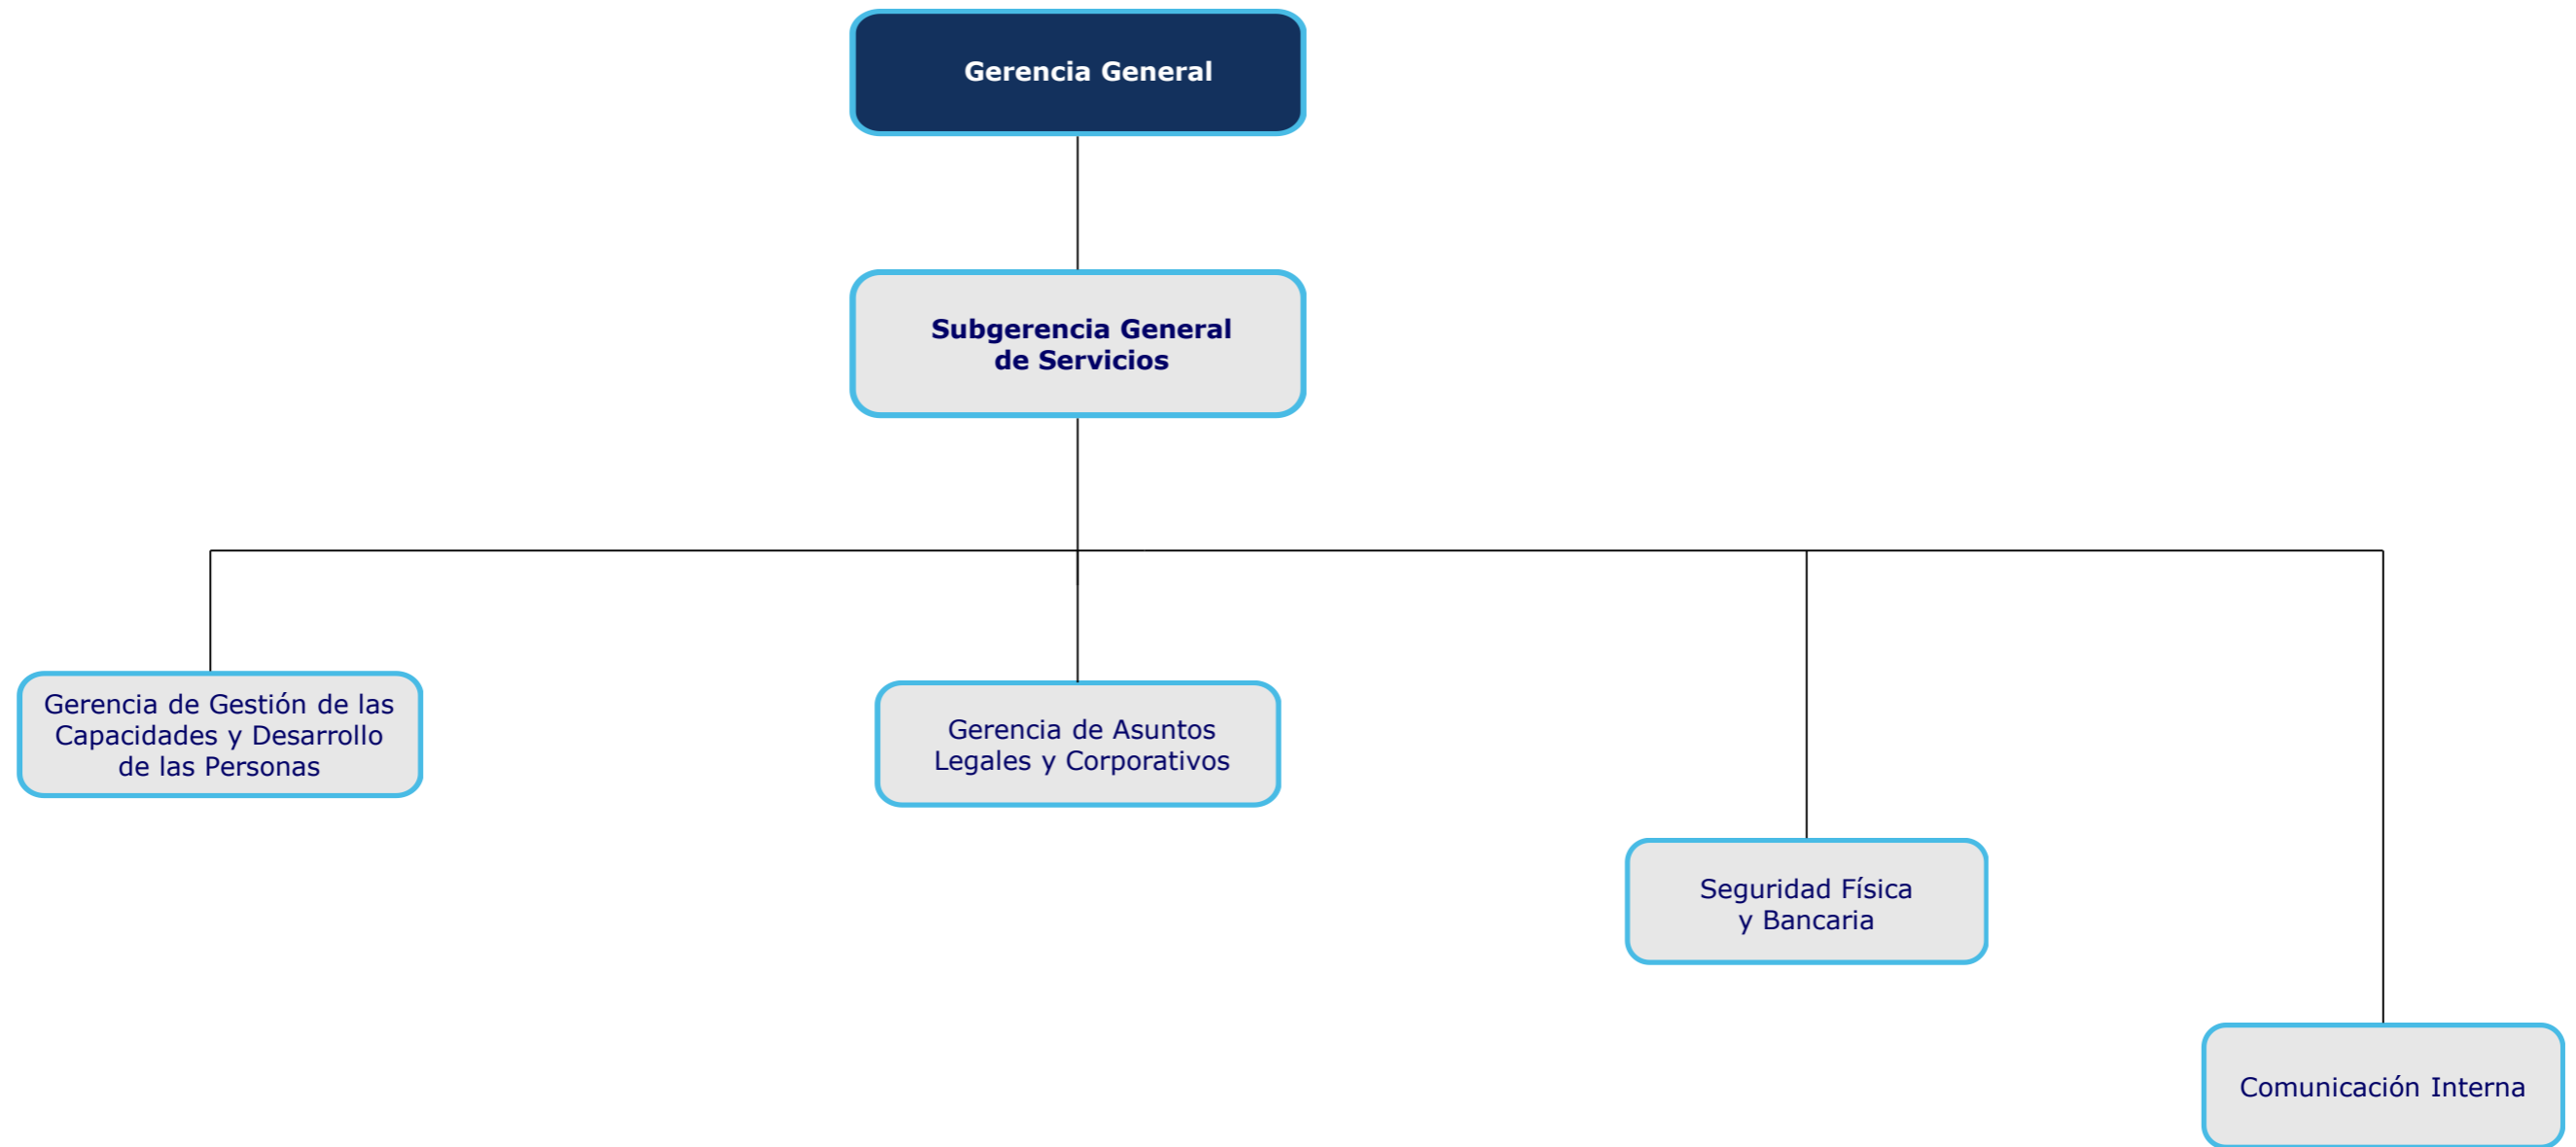 Gerencia General
Subgerencia General
de Servicios
Gerencia de Gestión de las
Capacidades y Desarrollo
de las Personas
Gerencia de Asuntos
Legales y Corporativos
Seguridad Física
y Bancaria
Comunicación Interna